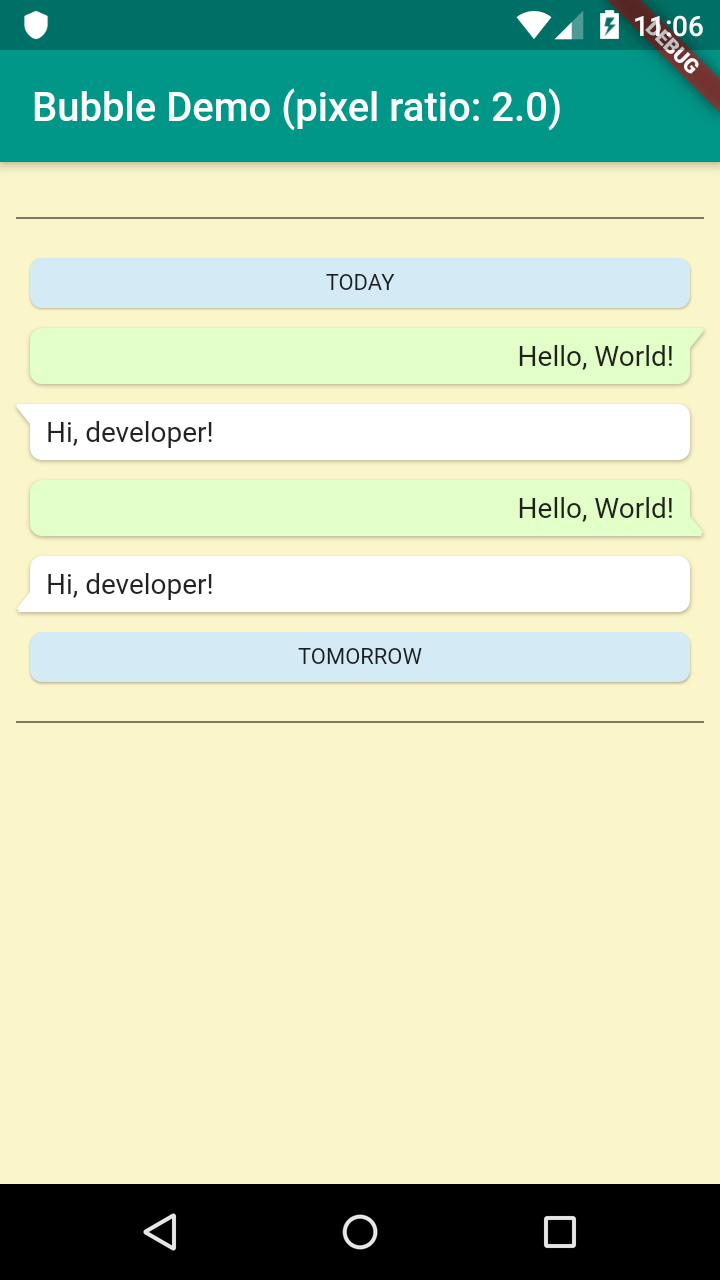 11:06
DEBUG
Bubble Demo (pixel ratio: 2.0)
TODAY
Hello, World!
Hi, developer!
Hello, World!
Hi, developer!
TOMORROW